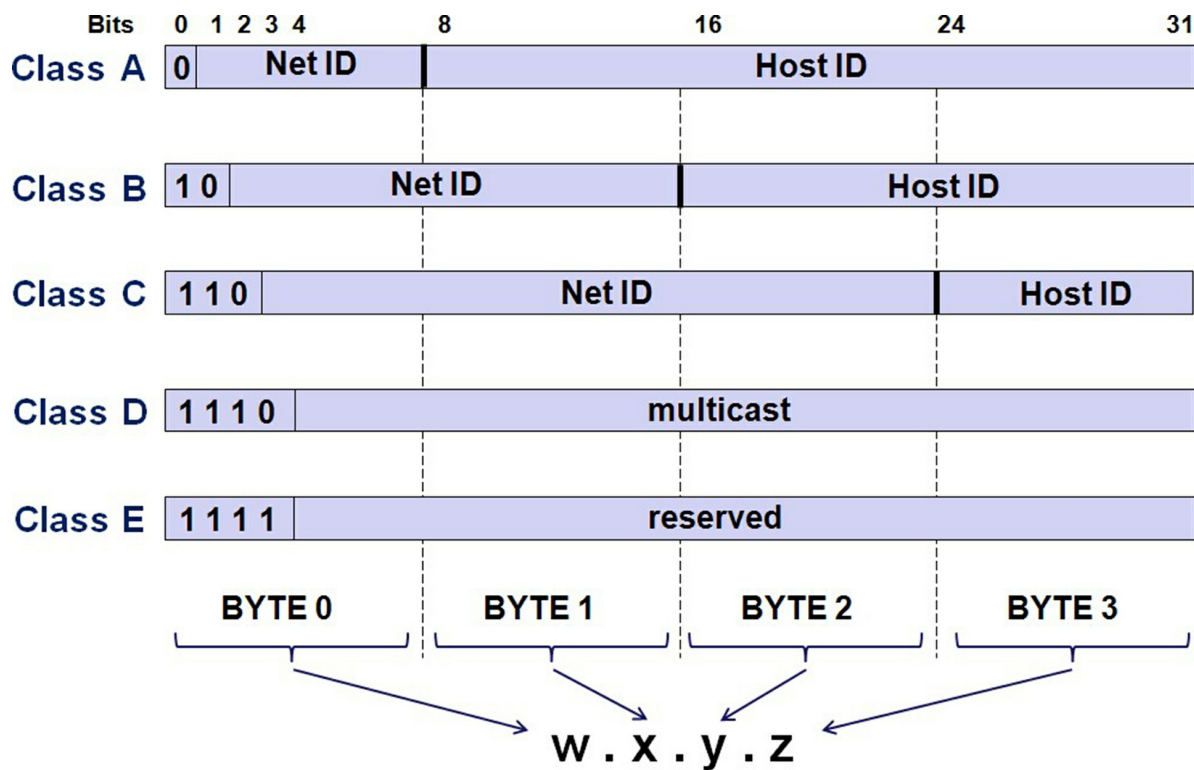 Bits 0 1 2 3 4 8 16 24 31
Class A 0 Net ID Host ID
Class B 1 0 Net ID Host ID
Class C 1 1 0 Net ID Host ID
Class D 1 1 1 0 multicast
Class E 1 1 1 1 reserved
BYTE 0 BYTE 1 BYTE 2 BYTE 3
w . x . y . z